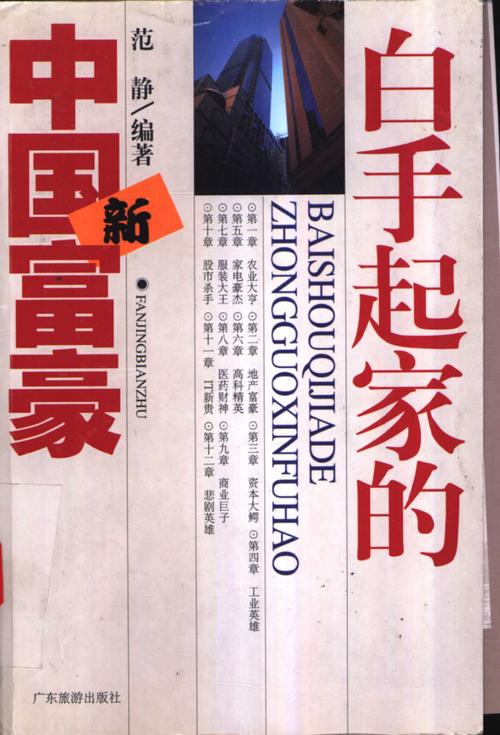 白手起家的
中国
新
富豪
范 静/编著
◉FANJINGBIANZHU
BAISHOUQIJIADE
ZHONGGUOXINFUHAO
⊙第一章 农业大亨 ⊙第二章 地产富豪 ⊙第三章 资本大鳄 ⊙第四章 工业英雄
⊙第五章 家电豪杰 ⊙第六章 高科精英
⊙第七章 服装大王 ⊙第八章 医药财神 ⊙第九章 商业巨子
⊙第十章 股市杀手 ⊙第十一章 IT新贵 ⊙第十二章 悲剧英雄
广东旅游出版社